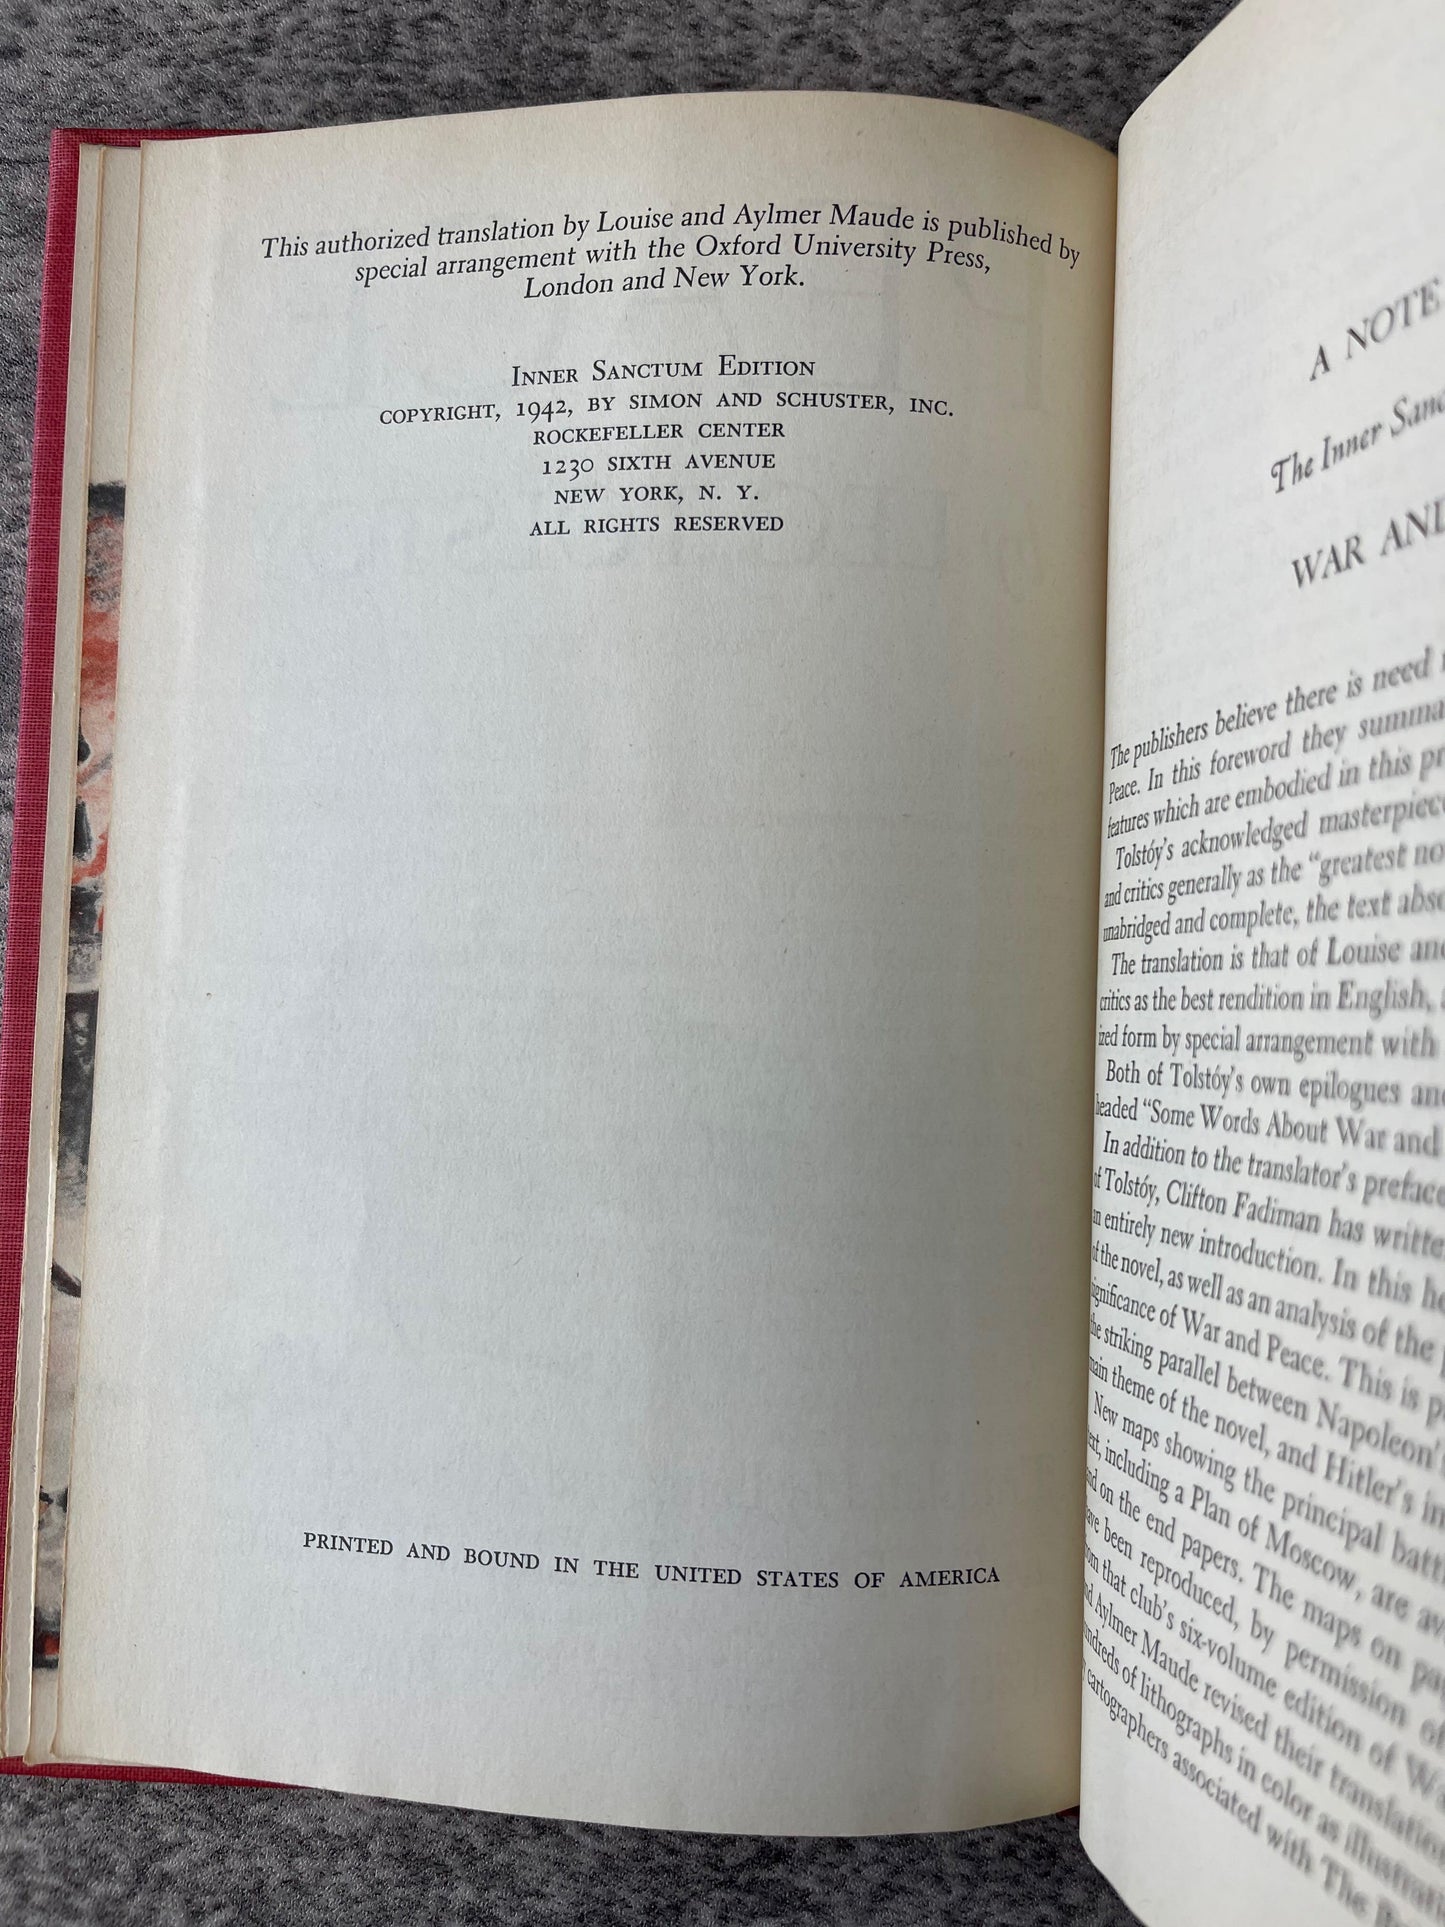 This authorized translation by Louise and Aylmer Maude is published by
special arrangement with the Oxford University Press,
London and New York.
INNER SANCTUM EDITION
COPYRIGHT, 1942, BY SIMON AND SCHUSTER, INC.
ROCKEFELLER CENTER
1230 SIXTH AVENUE
NEW YORK, N. Y.
ALL RIGHTS RESERVED
PRINTED AND BOUND IN THE UNITED STATES OF AMERICA
A NOTE
The Inner
WAR AND
The publishers believe there is need
Peace. In this foreword they
features which are embodied in this
Tolstóy's acknowledged masterpiece
and critics generally as the "greatest
unabridged and complete, the text
The translation is that of Louise and
critics as the best rendition in English,
ized form by special arrangement with
Both of Tolstóy's own epilogues and
headed "Some Words About War and
In addition to the translator's preface
of Tolstóy, Clifton Fadiman has
an entirely new introduction. In this
of the novel, as well as an analysis of the
significance of War and Peace. This is
the striking parallel between Napoleon's
main theme of the novel, and Hitler's
New maps showing the principal
text, including a Plan of Moscow, are
and on the end papers. The maps on
have been reproduced, by permission of
from that club's six-volume edition of
and Aylmer Maude revised their translation
hundreds of lithographs in color as
by cartographers associated with The